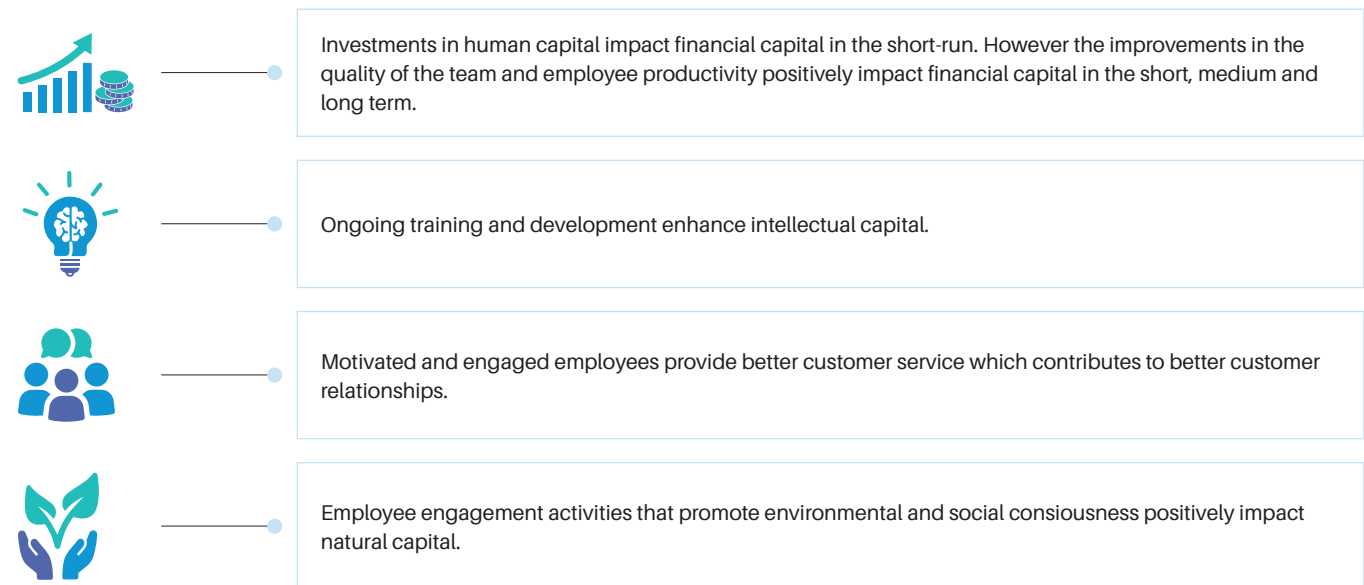 Investments in human capital impact financial capital in the short-run. However the improvements in the
quality of the team and employee productivity positively impact financial capital in the short, medium and
long term.
Ongoing training and development enhance intellectual capital.
Motivated and engaged employees provide better customer service which contributes to better customer
relationships.
Employee engagement activities that promote environmental and social consiousness positively impact
natural capital.